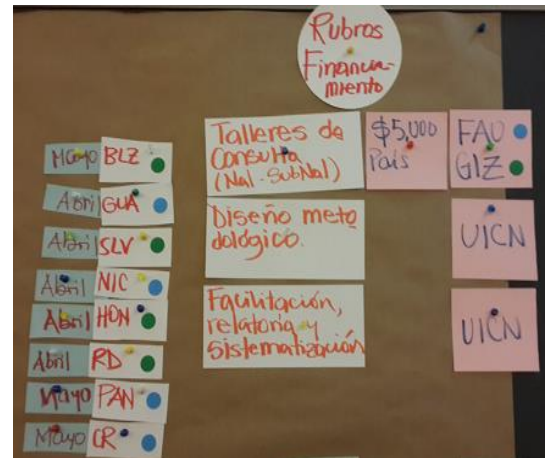 Rubros
Financia-
miento
Talleres de
Consulta
(Nal. SubNal)
$5,000
País
FAO
GIZ
Diseño meto
dológico.
UICN
Facilitación,
relatoría y
sistematización
UICN
Mayo BLZ
Abril GUA
Abril SLV
Abril NIC
Abril HON
Abril RD
Mayo PAN
Mayo CR